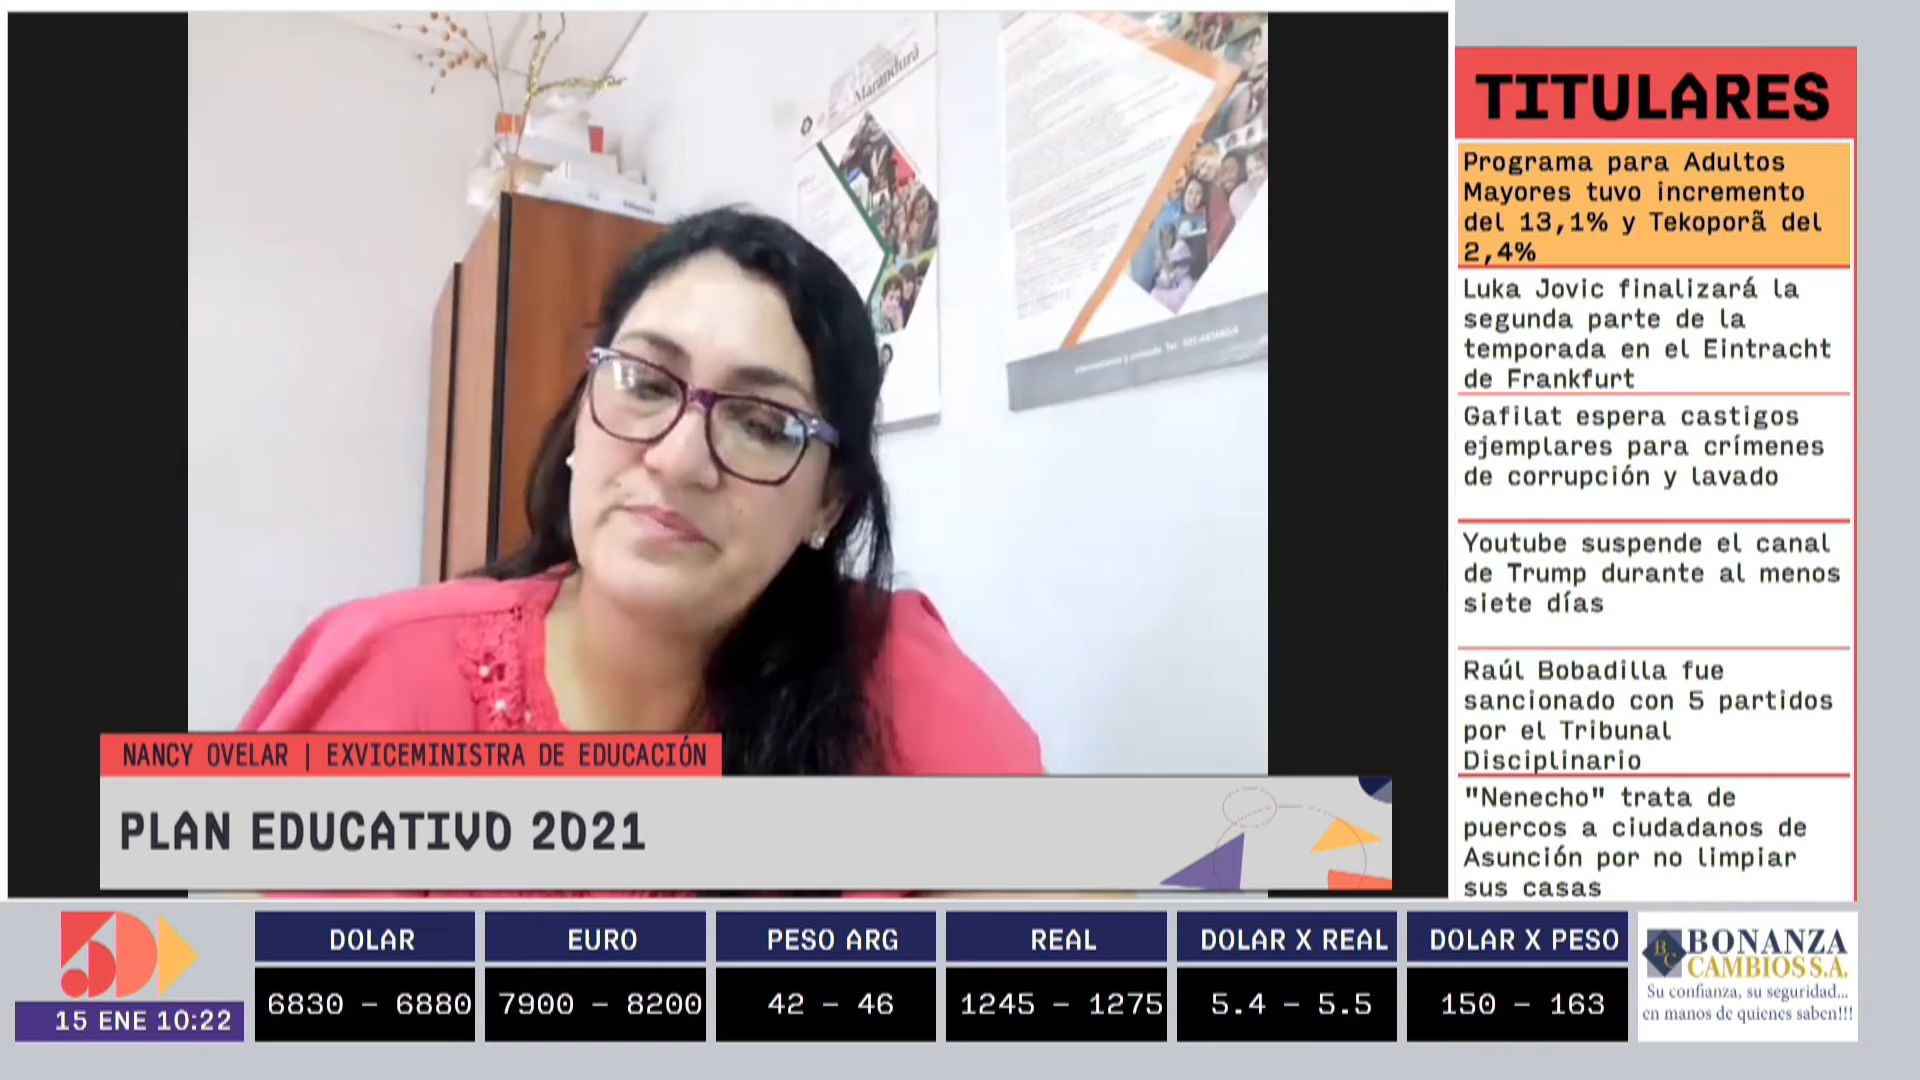 Marandurã
NANCY OVELAR | EXVICEMINISTRA DE EDUCACIÓN
PLAN EDUCATIVO 2021
TITULARES
Programa para Adultos
Mayores tuvo incremento
del 13,1% y Tekoporã del
2,4%
Luka Jovic finalizará la
segunda parte de la
temporada en el Eintracht
de Frankfurt
Gafilat espera castigos
ejemplares para crímenes
de corrupción y lavado
Youtube suspende el canal
de Trump durante al menos
siete días
Raúl Bobadilla fue
sancionado con 5 partidos
por el Tribunal
Disciplinario
"Nenecho" trata de
puercos a ciudadanos de
Asunción por no limpiar
sus casas
5D
15 ENE 10:22
DOLAR
6830 - 6880
EURO
7900 - 8200
PESO ARG
42 - 46
REAL
1245 - 1275
DOLAR X REAL
5.4 - 5.5
DOLAR X PESO
150 - 163
BC
BONANZA
CAMBIOS S.A.
Su confianza, su seguridad...
en manos de quienes saben!!!